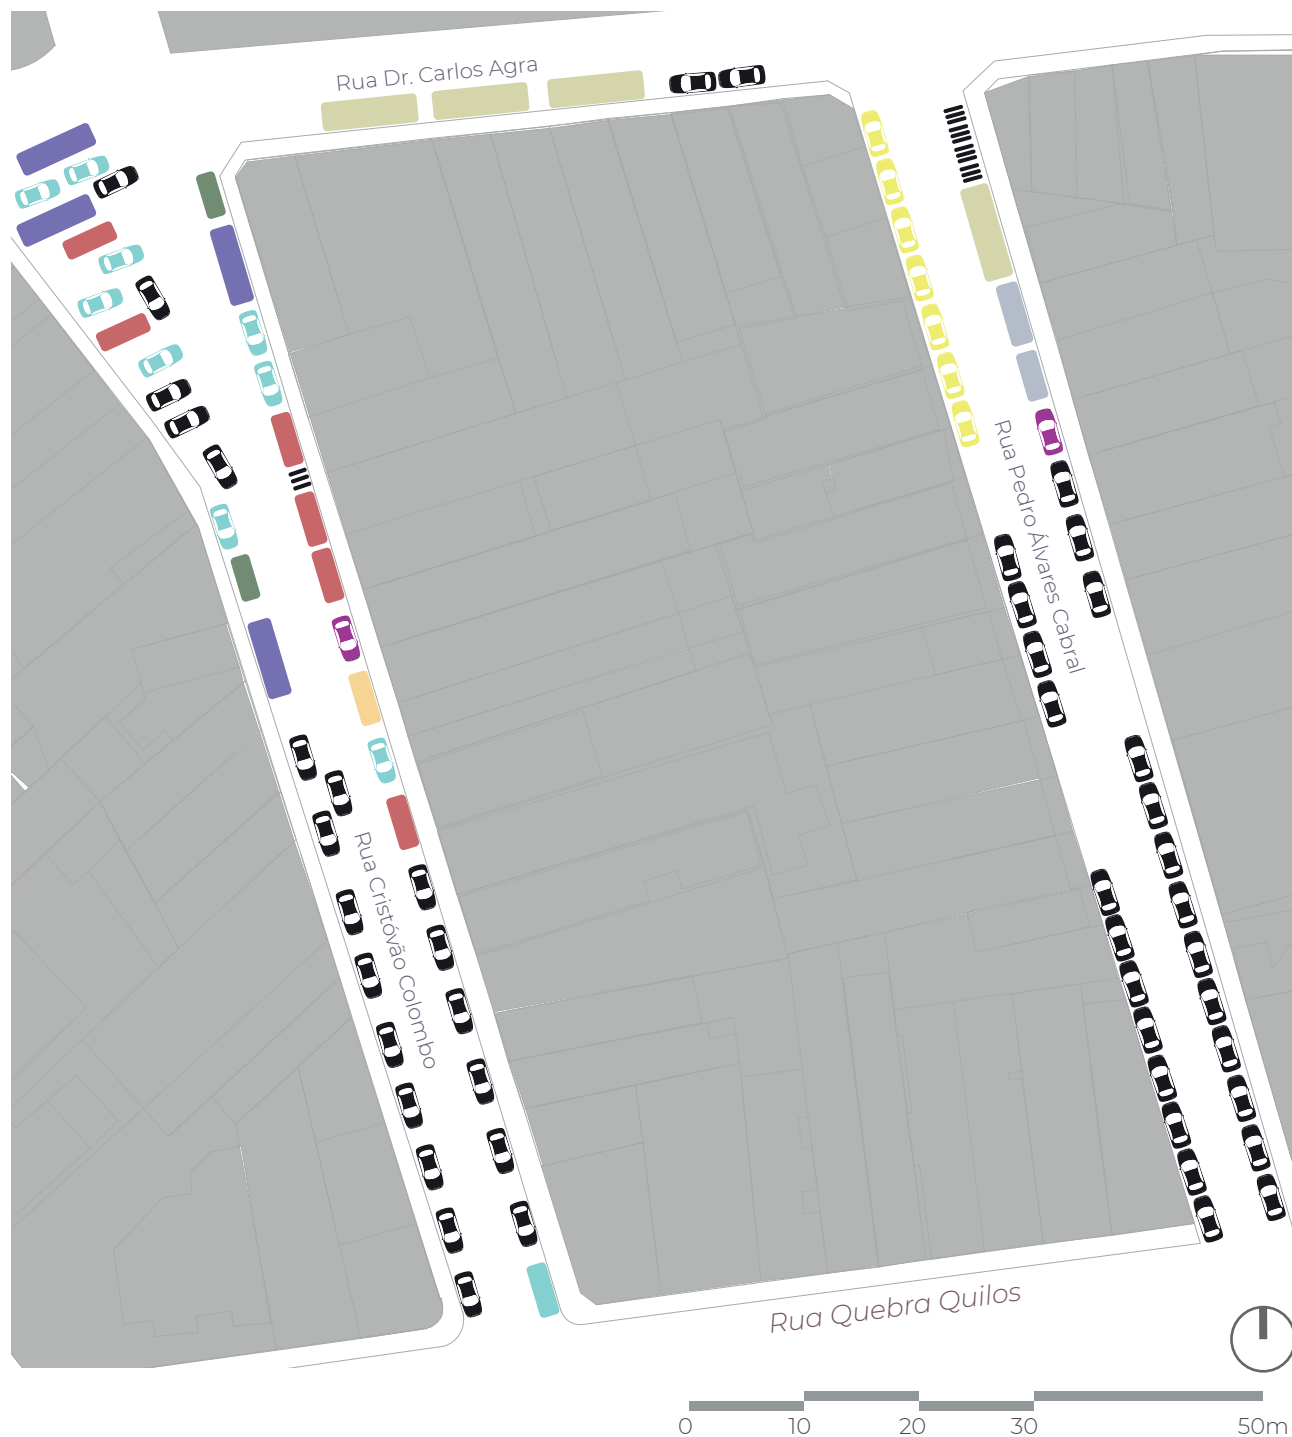 Rua Dr. Carlos Agra
Rua Pedro Álvares Cabral
Rua Cristóvão Colombo
Rua Quebra Quilos
0 10 20 30 50m